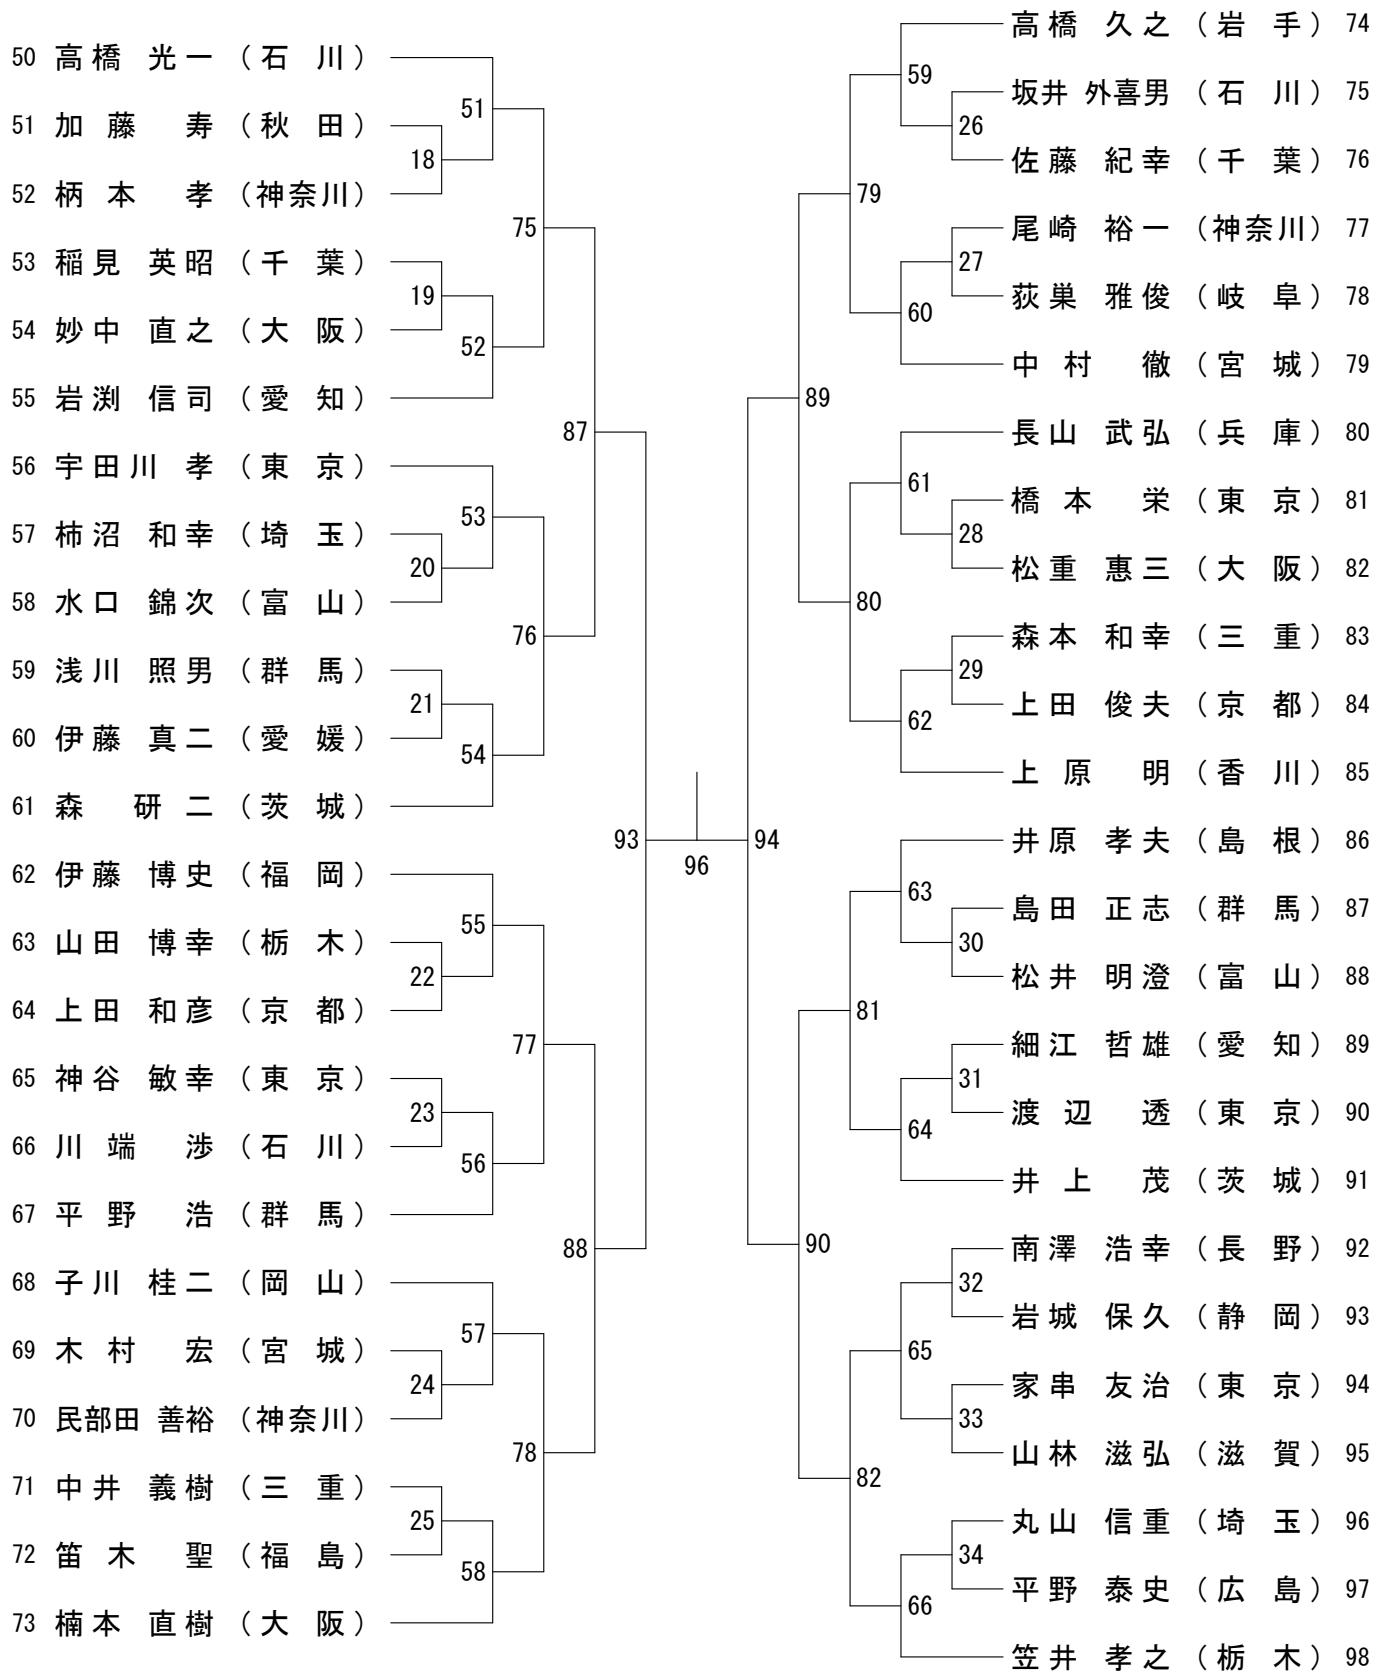 50 高橋 光一 （石 川）
51 加藤 寿 （秋 田）
52 柄本 孝 （神奈川）
53 稲見 英昭 （千 葉）
54 妙中 直之 （大 阪）
55 岩渕 信司 （愛 知）
56 宇田川 孝 （東 京）
57 柿沼 和幸 （埼 玉）
58 水口 錦次 （富 山）
59 浅川 照男 （群 馬）
60 伊藤 真二 （愛 媛）
61 森 研二 （茨 城）
62 伊藤 博史 （福 岡）
63 山田 博幸 （栃 木）
64 上田 和彦 （京 都）
65 神谷 敏幸 （東 京）
66 川端 渉 （石 川）
67 平野 浩 （群 馬）
68 子川 桂二 （岡 山）
69 木村 宏 （宮 城）
70 民部田 善裕 （神奈川）
71 中井 義樹 （三 重）
72 笛木 聖 （福 島）
73 楠本 直樹 （大 阪）
18
19
20
21
22
23
24
25
51
52
53
54
55
56
57
58
75
76
77
78
87
88
93
96
94
89
90
79
80
81
82
59
60
61
62
63
64
65
66
26
27
28
29
30
31
32
33
34
高橋 久之 （岩 手） 74
坂井 外喜男 （石 川） 75
佐藤 紀幸 （千 葉） 76
尾崎 裕一 （神奈川） 77
荻巣 雅俊 （岐 阜） 78
中村 徹 （宮 城） 79
長山 武弘 （兵 庫） 80
橋本 栄 （東 京） 81
松重 惠三 （大 阪） 82
森本 和幸 （三 重） 83
上田 俊夫 （京 都） 84
上原 明 （香 川） 85
井原 孝夫 （島 根） 86
島田 正志 （群 馬） 87
松井 明澄 （富 山） 88
細江 哲雄 （愛 知） 89
渡辺 透 （東 京） 90
井上 茂 （茨 城） 91
南澤 浩幸 （長 野） 92
岩城 保久 （静 岡） 93
家串 友治 （東 京） 94
山林 滋弘 （滋 賀） 95
丸山 信重 （埼 玉） 96
平野 泰史 （広 島） 97
笠井 孝之 （栃 木） 98